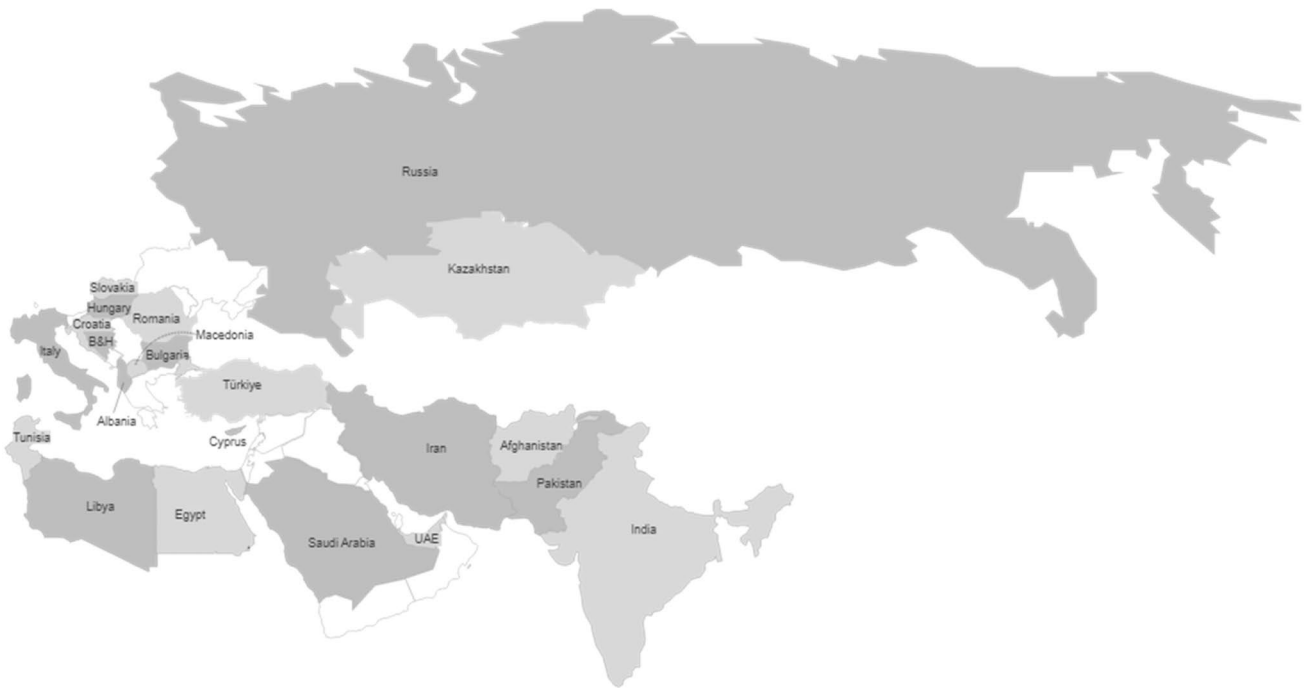 Russia
Kazakhstan
Slovakia
Hungary
Romania
Croatia
Macedonia
B&H
Italy
Bulgaria
Türkiye
Albania
Tunisia
Cyprus
Iran
Afghanistan
Pakistan
Libya
Egypt
India
Saudi Arabia
UAE